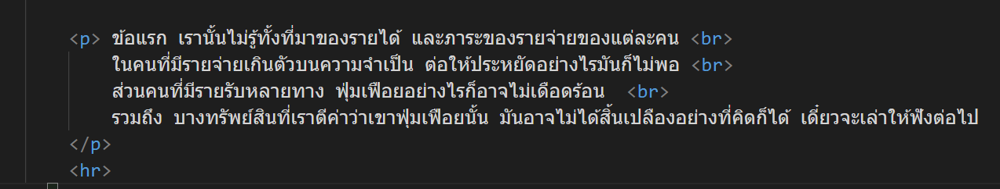 <p> ข้อแรก เรานั้นไม่รู้ทั้งที่มาของรายได้ และภาระของรายจ่ายของแต่ละคน <br>
ในคนที่มีรายจ่ายเกินตัวบนความจำเป็น ต่อให้ประหยัดอย่างไรมันก็ไม่พอ <br>
ส่วนคนที่มีรายรับหลายทาง ฟุ่มเฟือยอย่างไรก็อาจไม่เดือดร้อน <br>
รวมถึง บางทรัพย์สินที่เราตีค่าว่าเขาฟุ่มเฟือยนั้น มันอาจไม่ได้สิ้นเปลืองอย่างที่คิดก็ได้ เดี๋ยวจะเล่าให้ฟังต่อไป
</p>
<hr>